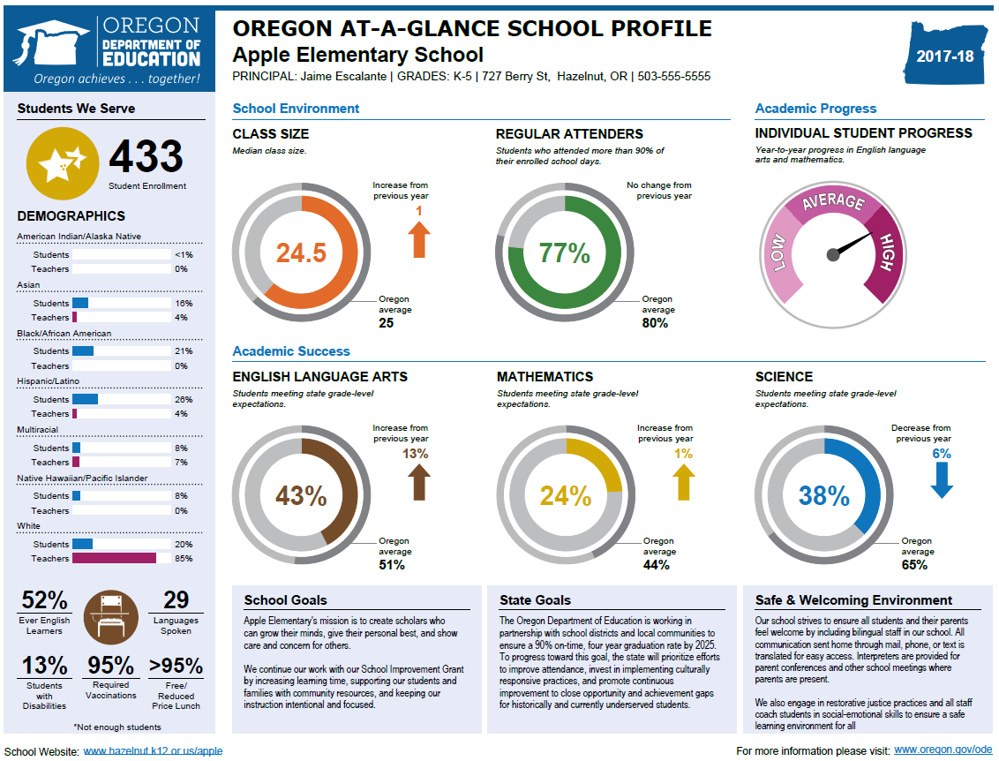 OREGON
DEPARTMENT OF
EDUCATION
Oregon achieves . . . together!
OREGON AT-A-GLANCE SCHOOL PROFILE
Apple Elementary School
PRINCIPAL: Jaime Escalante | GRADES: K-5 | 727 Berry St, Hazelnut, OR | 503-555-5555
2017-18
Students We Serve
433
Student Enrollment
DEMOGRAPHICS
American Indian/Alaska Native
Students <1%
Teachers 0%
Asian
Students 16%
Teachers 4%
Black/African American
Students 21%
Teachers 0%
Hispanic/Latino
Students 26%
Teachers 4%
Multiracial
Students 8%
Teachers 7%
Native Hawaiian/Pacific Islander
Students 8%
Teachers 0%
White
Students 20%
Teachers 85%
52%
Ever English
Learners
29
Languages
Spoken
13%
Students
with
Disabilities
95%
Required
Vaccinations
>95%
Free/
Reduced
Price Lunch
*Not enough students
School Environment
CLASS SIZE
Median class size.
24.5
Increase from
previous year
1
Oregon
average
25
REGULAR ATTENDERS
Students who attended more than 90% of
their enrolled school days.
77%
No change from
previous year
Oregon
average
80%
Academic Progress
INDIVIDUAL STUDENT PROGRESS
Year-to-year progress in English language
arts and mathematics.
LOW
AVERAGE
HIGH
Academic Success
ENGLISH LANGUAGE ARTS
Students meeting state grade-level
expectations.
43%
Increase from
previous year
13%
Oregon
average
51%
MATHEMATICS
Students meeting state grade-level
expectations.
24%
Increase from
previous year
1%
Oregon
average
44%
SCIENCE
Students meeting state grade-level
expectations.
38%
Decrease from
previous year
6%
Oregon
average
65%
School Goals
Apple Elementary's mission is to create scholars who
can grow their minds, give their personal best, and show
care and concern for others.
We continue our work with our School Improvement Grant
by increasing learning time, supporting our students and
families with community resources, and keeping our
instruction intentional and focused.
State Goals
The Oregon Department of Education is working in
partnership with school districts and local communities to
ensure a 90% on-time, four year graduation rate by 2025.
To progress toward this goal, the state will prioritize efforts
to improve attendance, invest in implementing culturally
responsive practices, and promote continuous
improvement to close opportunity and achievement gaps
for historically and currently underserved students.
Safe & Welcoming Environment
Our school strives to ensure all students and their parents
feel welcome by including bilingual staff in our school. All
communication sent home through mail, phone, or text is
translated for easy access. Interpreters are provided for
parent conferences and other school meetings where
parents are present.
We also engage in restorative justice practices and all staff
coach students in social-emotional skills to ensure a safe
learning environment for all
School Website: www.hazelnut.k12.or.us/apple
For more information please visit: www.oregon.gov/ode